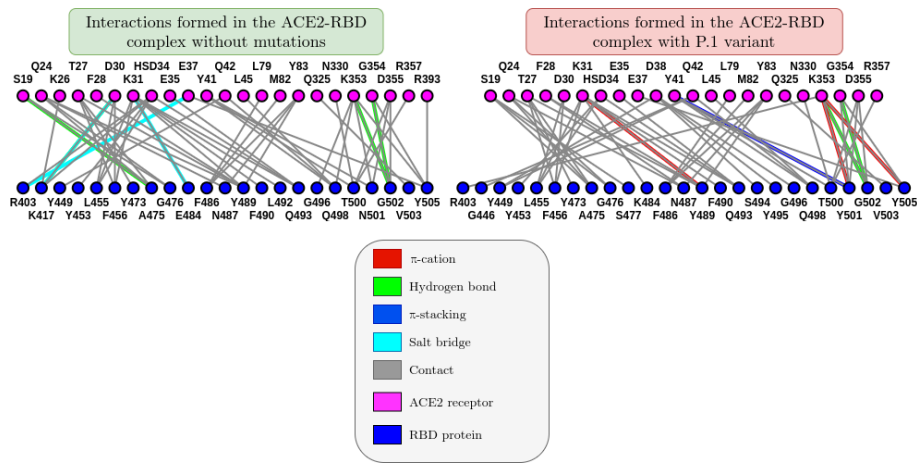 Interactions formed in the ACE2-RBD
complex without mutations
Interactions formed in the ACE2-RBD
complex with P.1 variant
Q24 T27 D30 HSD34 E37 Q42 L79 Y83 N330 G354 R357
S19 K26 F28 K31 E35 Y41 L45 M82 Q325 K353 D355 R393
Q24 F28 K31 E35 D38 Q42 L79 Y83 N330 G354 R357
S19 T27 D30 HSD34 E37 Y41 L45 M82 Q325 K353 D355
R403 Y449 L455 Y473 G476 F486 Y489 L492 G496 T500 G502 Y505
K417 Y453 F456 A475 E484 N487 F490 Q493 Q498 N501 V503
R403 Y449 L455 Y473 G476 K484 N487 F490 S494 G496 T500 G502 Y505
G446 Y453 F456 A475 S477 F486 Y489 Q493 Y495 Q498 Y501 V503
π-cation
Hydrogen bond
π-stacking
Salt bridge
Contact
ACE2 receptor
RBD protein